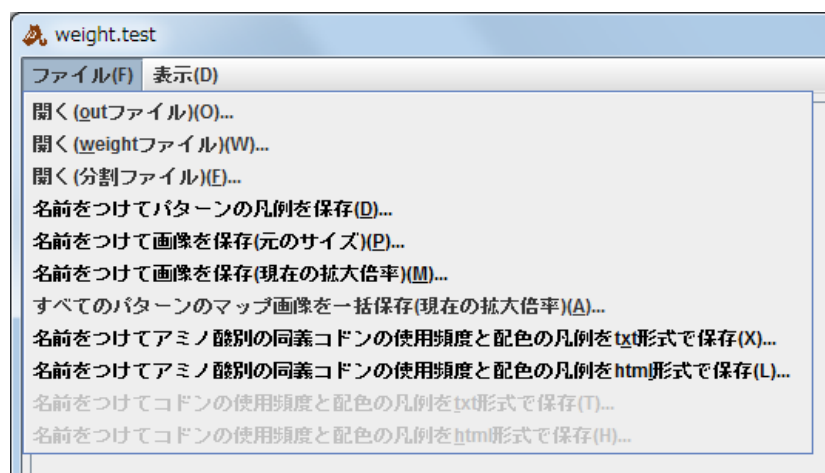 weight.test
ファイル(F) 表示(D)
開く(outファイル)(O)...
開く(weightファイル)(W)...
開く(分割ファイル)(F)...
名前をつけてパターンの凡例を保存(D)...
名前をつけて画像を保存(元のサイズ)(P)...
名前をつけて画像を保存(現在の拡大倍率)(M)...
すべてのパターンのマップ画像を一括保存(現在の拡大倍率)(A)...
名前をつけてアミノ酸別の同義コドンの使用頻度と配色の凡例をtxt形式で保存(X)...
名前をつけてアミノ酸別の同義コドンの使用頻度と配色の凡例をhtml形式で保存(L)...
名前をつけてコドンの使用頻度と配色の凡例をtxt形式で保存(T)...
名前をつけてコドンの使用頻度と配色の凡例をhtml形式で保存(H)...